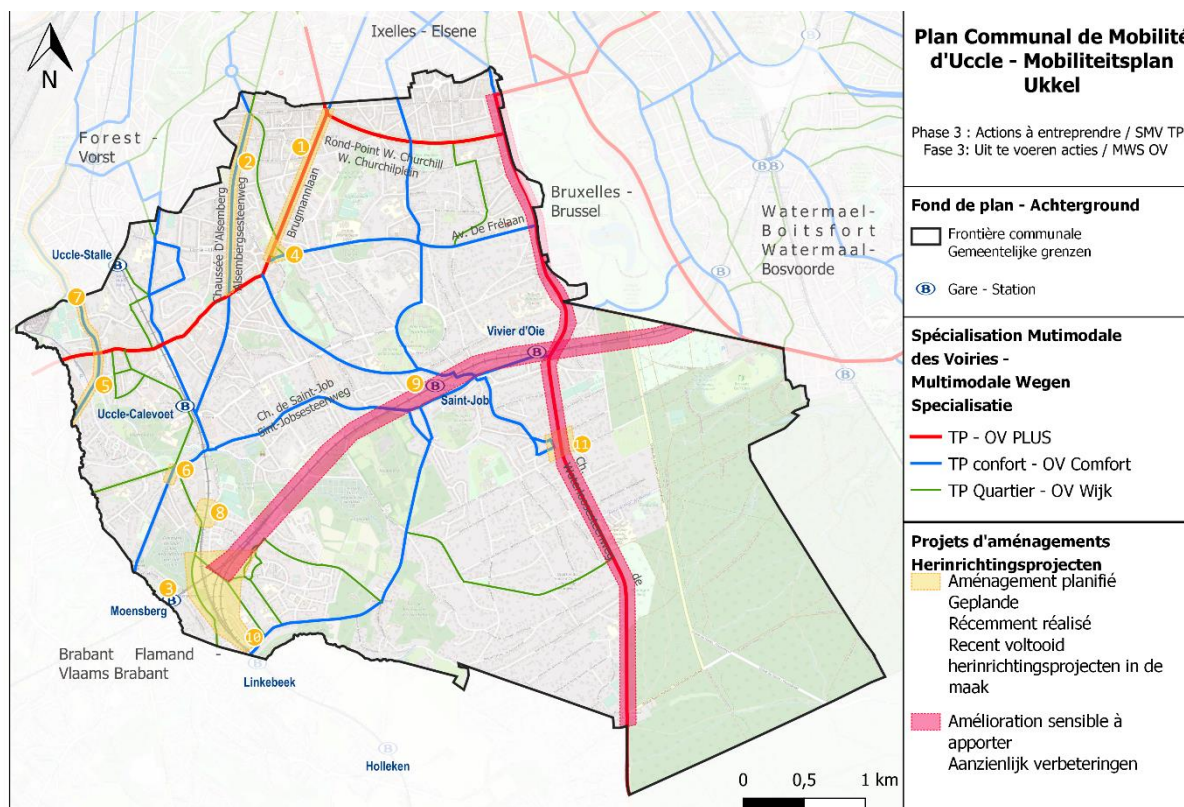 Ixelles - Elsene
N
Forest -
Vorst
1
2
Rond-Point W. Churchill
W. Churchilplein
Bruxelles -
Brussel
Watermael-
Boitsfort
Watermaal-
Bosvoorde
B B
Chaussée D'Alsemberg
Alsembergsesteenweg
Brugmannlaan
Av. De Frélaan
4
Uccle-Stalle
B
7
Vivier d'Oie
B
5
9
B
Saint-Job
Uccle-Calevoet
B
Ch. de Saint-Job
Sint-Jobsesteenweg
11
Ch.
de
Waterloosesteenweg
6
8
3
Moensberg
B
10
Brabant Flamand -
Vlaams Brabant
B
Linkebeek
B
Holleken
0 0,5 1 km
Plan Communal de Mobilité
d'Uccle - Mobiliteitsplan
Ukkel
Phase 3 : Actions à entreprendre / SMV TP
Fase 3: Uit te voeren acties / MWS OV
Fond de plan - Achterground
Frontière communale
Gemeentelijke grenzen
B Gare - Station
Spécialisation Mutimodale
des Voiries -
Multimodale Wegen
Specialisatie
TP - OV PLUS
TP confort - OV Comfort
TP Quartier - OV Wijk
Projets d'aménagements
Herinrichtingsprojecten
Aménagement planifié
Geplande
Récemment réalisé
Recent voltooid
herinrichtingsprojecten in de
maak
Amélioration sensible à
apporter
Aanzienlijk verbeteringen